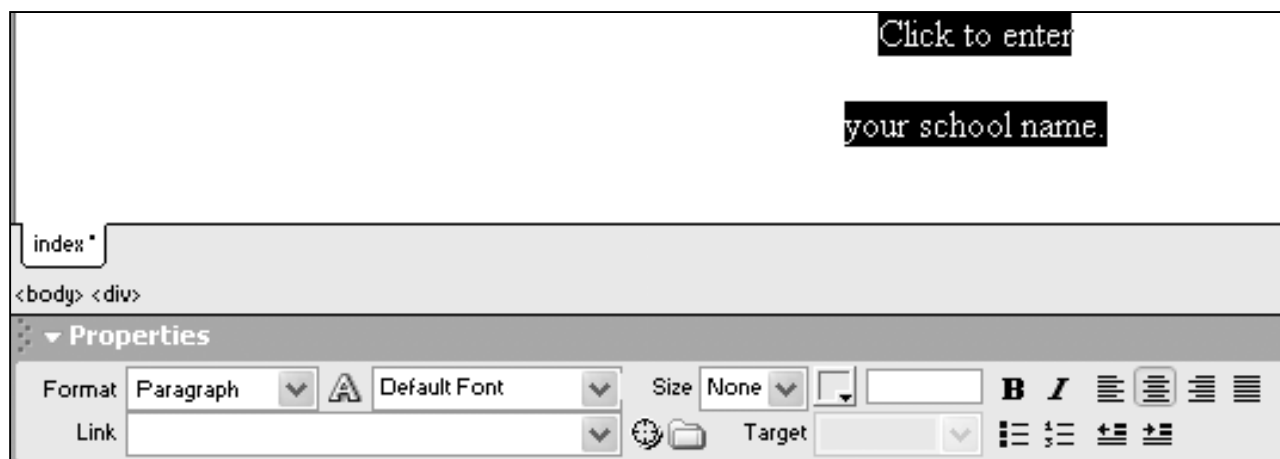 Click to enter
your school name.
index*
<body> <div>
Properties
Format Paragraph A Default Font Size None B I
Link Target